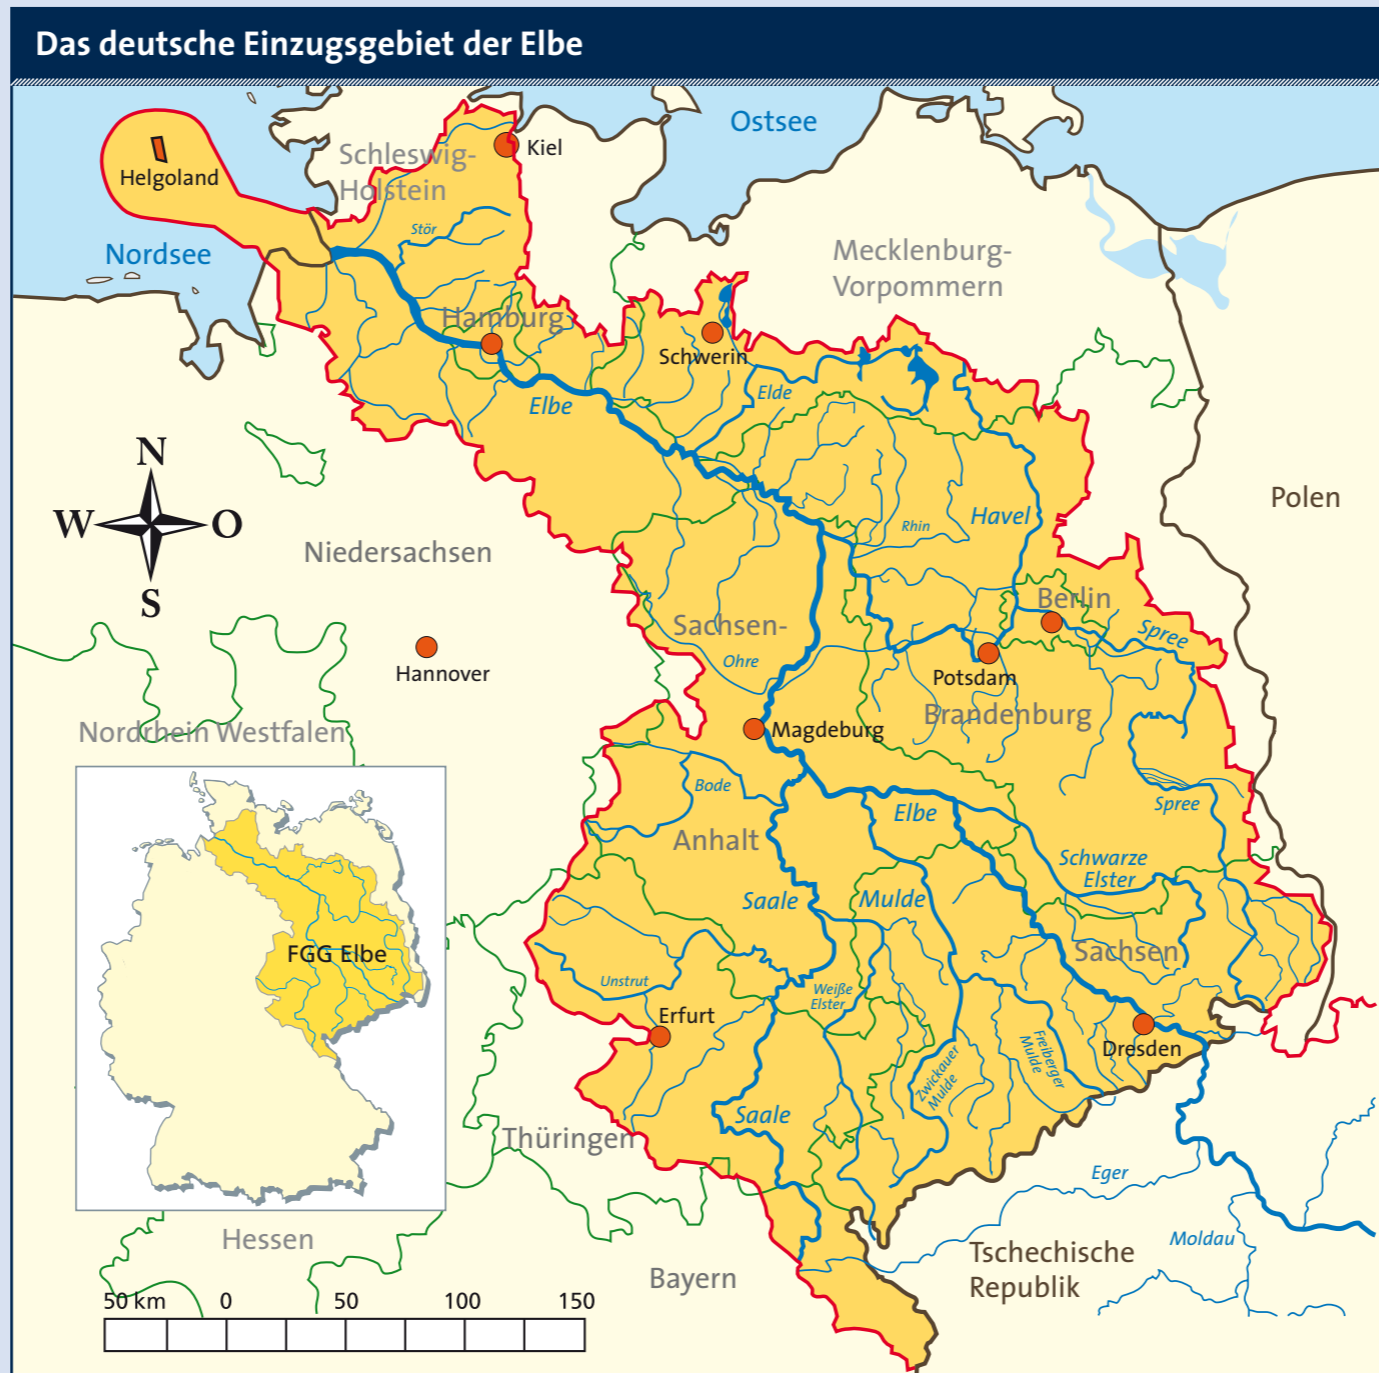 Das deutsche Einzugsgebiet der Elbe
Ostsee
Kiel
Schleswig-
Holstein
Helgoland
Stör
Nordsee
Mecklenburg-
Vorpommern
Hamburg
Schwerin
Elbe
Elde
N
W
O
S
Polen
Havel
Rhin
Niedersachsen
Berlin
Sachsen-
Spree
Ohre
Hannover
Potsdam
Brandenburg
Magdeburg
Nordrhein Westfalen
Bode
Elbe
Spree
Anhalt
Schwarze
Elster
Saale
Mulde
FGG Elbe
Sachsen
Unstrut
Weiße
Elster
Erfurt
Dresden
Freiberger
Mulde
Zwickauer
Mulde
Saale
Thüringen
Eger
Hessen
Moldau
Tschechische
Republik
Bayern
50 km 0 50 100 150